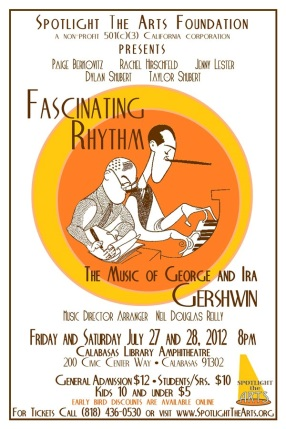 Spotlight The Arts Foundation
a non-profit 501(c)(3) California corporation
presents
Paige Berkovitz Rachel Hirschfeld Jenny Lester
Dylan Shubert Taylor Shubert
Fascinating
Rhythm
The Music of George and Ira
Gershwin
Music Director Arranger Neil Douglas Reilly
Friday and Saturday July 27 and 28, 2012 8pm
Calabasas Library Amphitheatre
200 Civic Center Way • Calabasas 91302
General Admission $12 • Students/Srs. $10
Kids 10 and under $5
early bird discounts are available online
Spotlight
the
Arts
For Tickets Call (818) 436-0530 or visit www.SpotlightTheArts.org